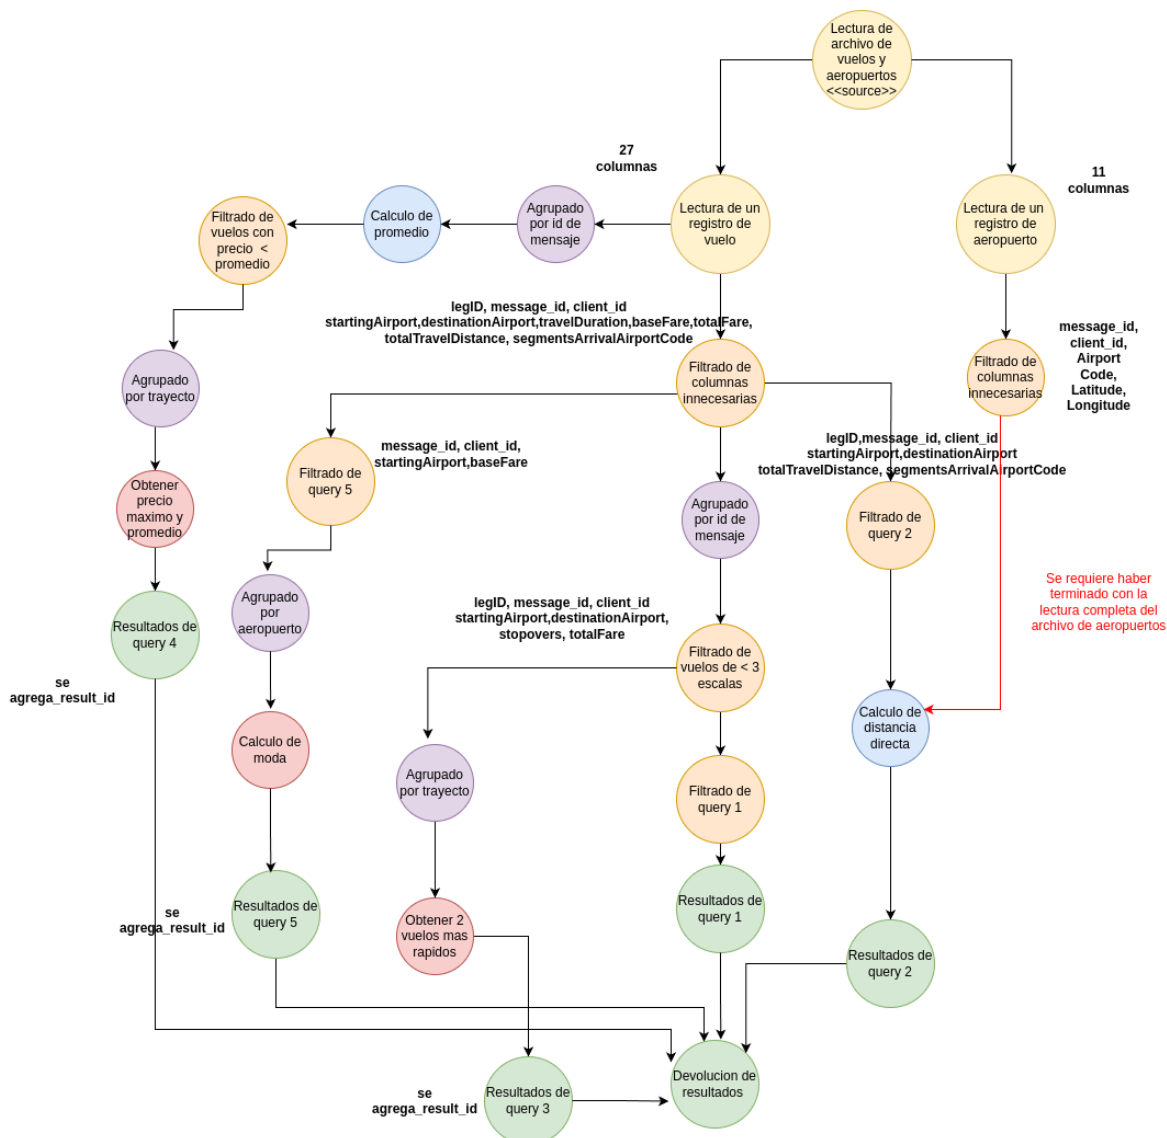 Lectura de
archivo de
vuelos y
aeropuertos
<<source>>
27
columnas
11
columnas
Filtrado de
vuelos con
precio <
promedio
Calculo de
promedio
Agrupado
por id de
mensaje
Lectura de un
registro de
vuelo
Lectura de un
registro de
aeropuerto
legID, message_id, client_id
startingAirport,destinationAirport,travelDuration,baseFare,totalFare,
totalTravelDistance, segmentsArrivalAirportCode
message_id,
client_id,
Airport
Code,
Latitude,
Longitude
Agrupado
por trayecto
Filtrado de
columnas
innecesarias
Filtrado de
columnas
innecesarias
message_id, client_id,
startingAirport,baseFare
legID,message_id, client_id
startingAirport,destinationAirport
totalTravelDistance, segmentsArrivalAirportCode
Obtener
precio
maximo y
promedio
Filtrado de
query 5
Agrupado
por id de
mensaje
Filtrado de
query 2
Se requiere haber
terminado con la
lectura completa del
archivo de aeropuertos
Resultados de
query 4
Agrupado
por
aeropuerto
legID, message_id, client_id
startingAirport,destinationAirport,
stopovers, totalFare
Filtrado de
vuelos de < 3
escalas
se
agrega_result_id
Calculo de
moda
Calculo de
distancia
directa
Agrupado
por trayecto
Filtrado de
query 1
se
agrega_result_id
Resultados de
query 5
Obtener 2
vuelos mas
rapidos
Resultados de
query 1
Resultados de
query 2
se
agrega_result_id
Resultados de
query 3
Devolucion de
resultados